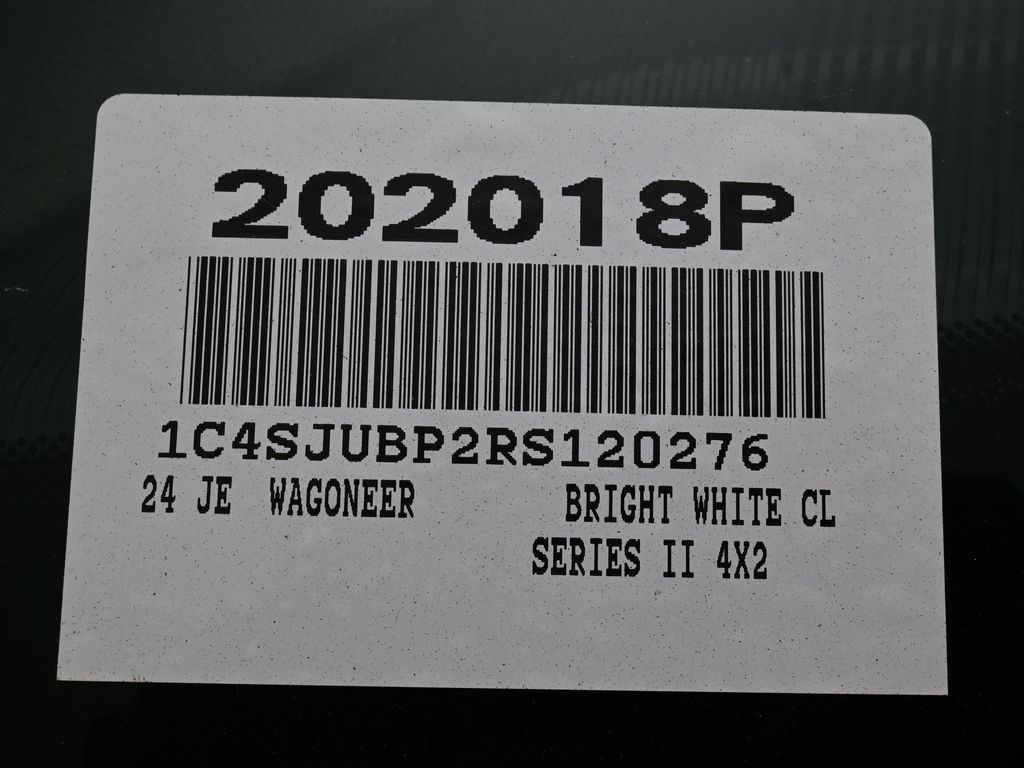 202018P
1C4SJUBP2RS120276
24 JE WAGONEER BRIGHT WHITE CL
SERIES II 4X2